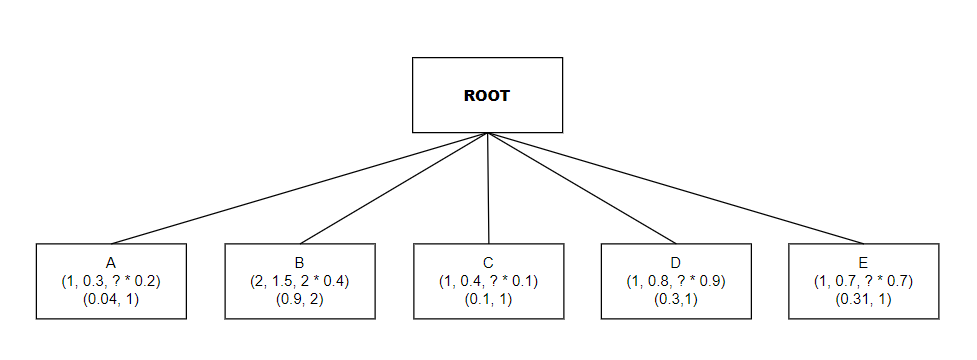 ROOT
A
(1, 0.3, ? * 0.2)
(0.04, 1)
B
(2, 1.5, 2 * 0.4)
(0.9, 2)
C
(1, 0.4, ? * 0.1)
(0.1, 1)
D
(1, 0.8, ? * 0.9)
(0.3,1)
E
(1, 0.7, ? * 0.7)
(0.31, 1)